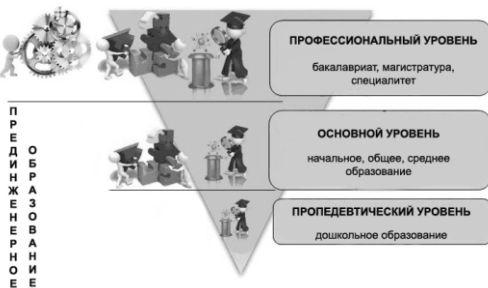 ПРОФЕССИОНАЛЬНЫЙ УРОВЕНЬ
бакалавриат, магистратура,
специалитет
ОСНОВНОЙ УРОВЕНЬ
начальное, общее, среднее
образование
ПРОПЕДЕВТИЧЕСКИЙ УРОВЕНЬ
дошкольное образование
ПРЕДИНЖЕНЕРНОЕ
ОБРАЗОВАНИЕ